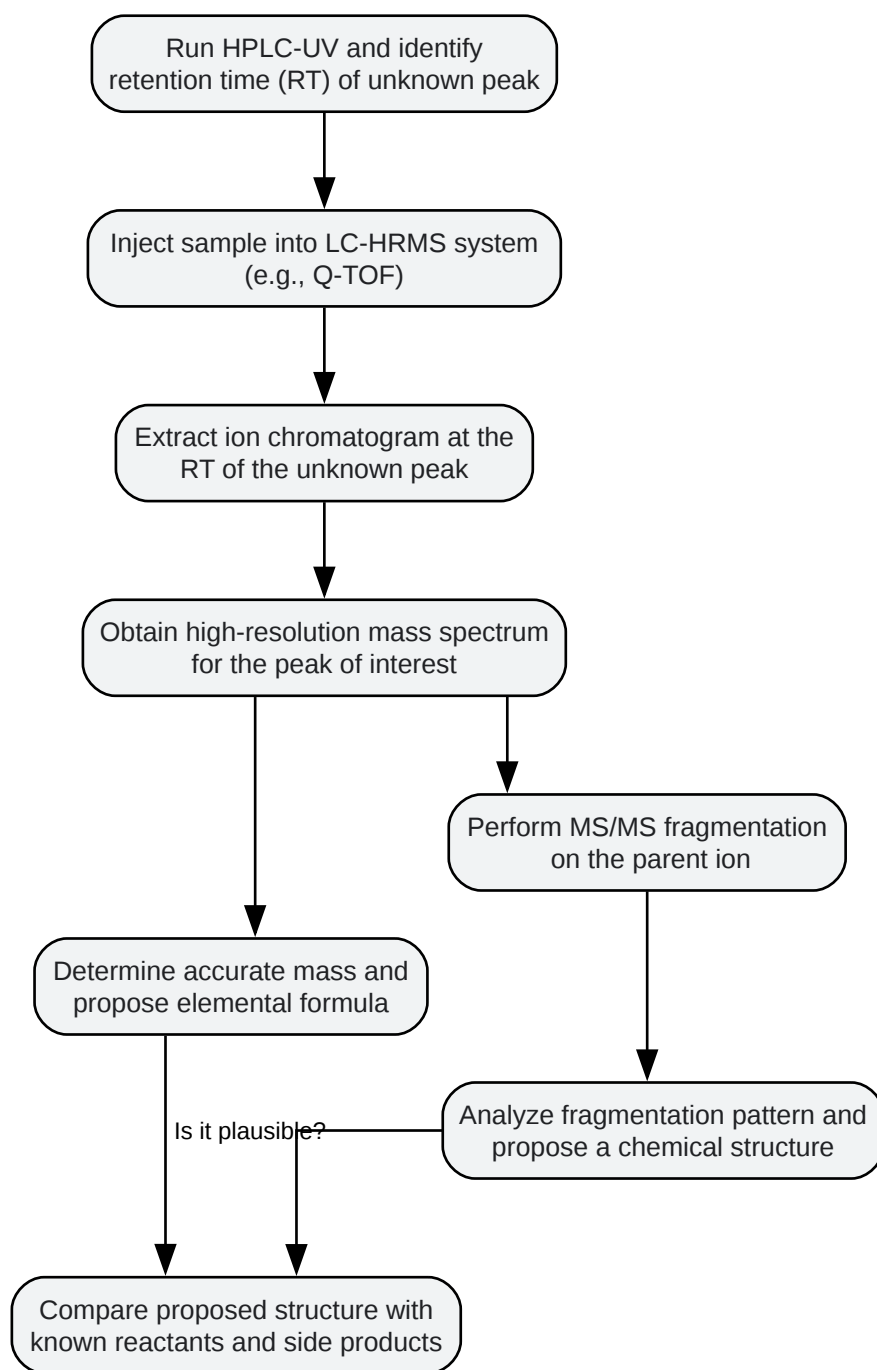 Run HPLC-UV and identify
retention time (RT) of unknown peak
Inject sample into LC-HRMS system
(e.g., Q-TOF)
Extract ion chromatogram at the
RT of the unknown peak
Obtain high-resolution mass spectrum
for the peak of interest
Perform MS/MS fragmentation
on the parent ion
Determine accurate mass and
propose elemental formula
Analyze fragmentation pattern and
propose a chemical structure
Is it plausible?
Compare proposed structure with
known reactants and side products